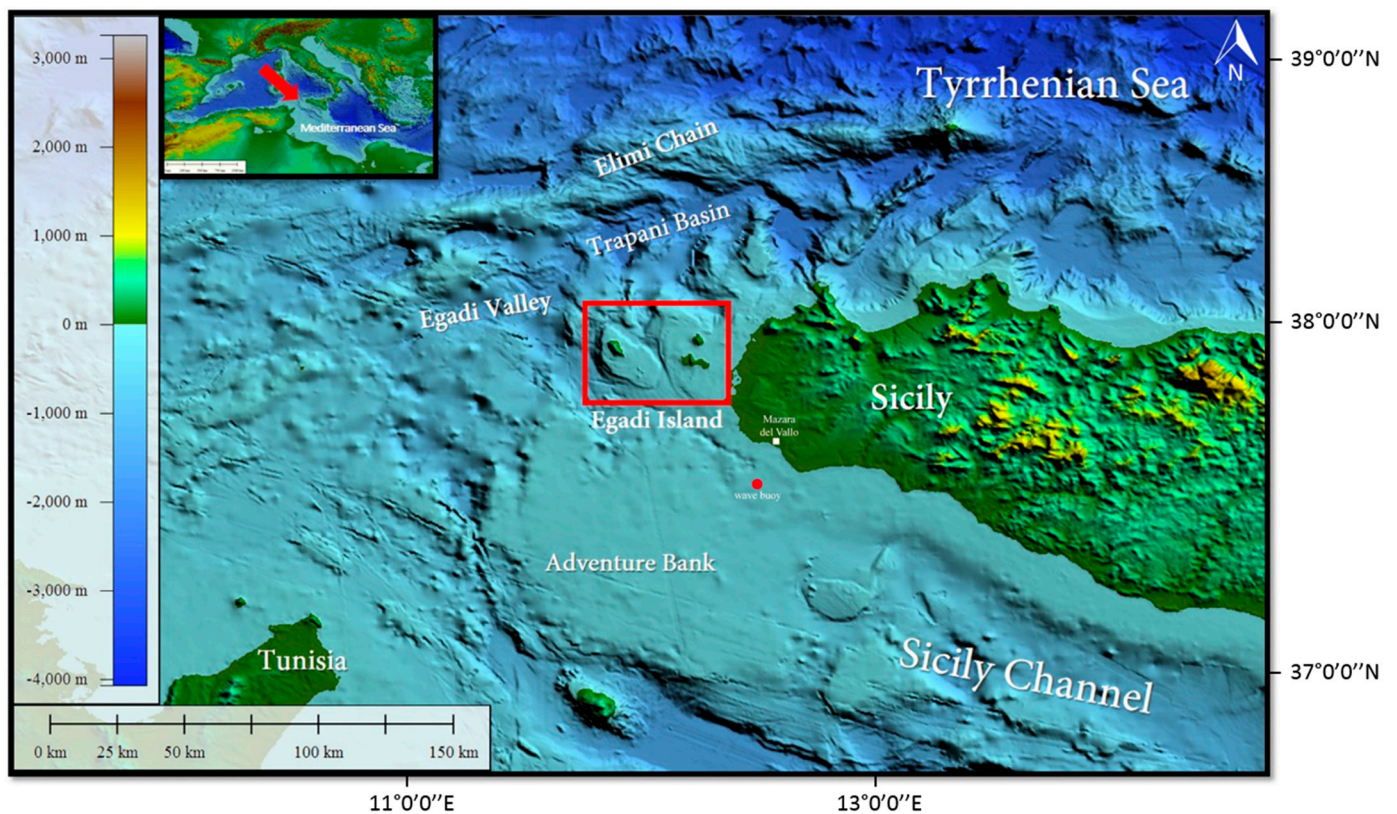 3,000 m
2,000 m
1,000 m
0 m
-1,000 m
-2,000 m
-3,000 m
-4,000 m
Mediterranean Sea
N
Tyrrhenian Sea
39°0'0''N
Elimi Chain
Trapani Basin
Egadi Valley
38°0'0''N
Egadi Island
Sicily
Mazara
del Vallo
wave buoy
Adventure Bank
Tunisia
Sicily Channel
37°0'0''N
0 km 25 km 50 km 100 km 150 km
11°0'0''E 13°0'0''E